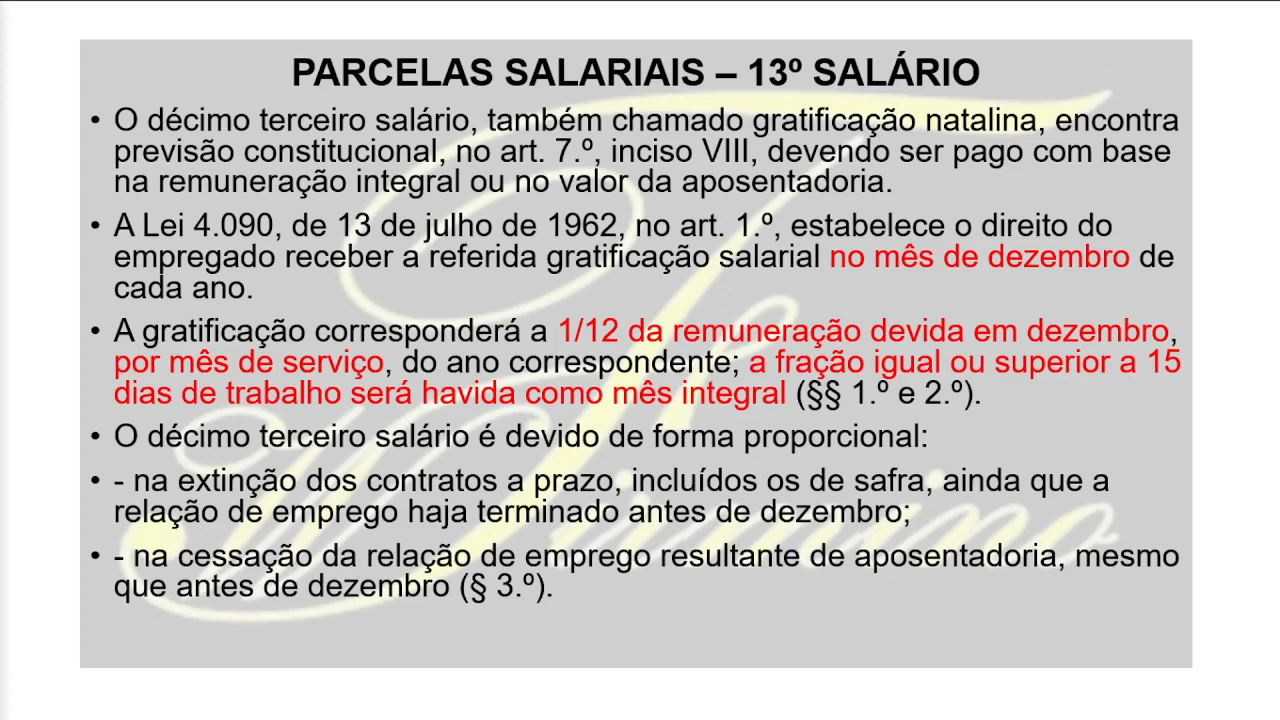 PARCELAS SALARIAIS – 13º SALÁRIO
• O décimo terceiro salário, também chamado gratificação natalina, encontra
previsão constitucional, no art. 7.º, inciso VIII, devendo ser pago com base
na remuneração integral ou no valor da aposentadoria.
• A Lei 4.090, de 13 de julho de 1962, no art. 1.º, estabelece o direito do
empregado receber a referida gratificação salarial no mês de dezembro de
cada ano.
• A gratificação corresponderá a 1/12 da remuneração devida em dezembro,
por mês de serviço, do ano correspondente; a fração igual ou superior a 15
dias de trabalho será havida como mês integral (§§ 1.º e 2.º).
• O décimo terceiro salário é devido de forma proporcional:
• - na extinção dos contratos a prazo, incluídos os de safra, ainda que a
relação de emprego haja terminado antes de dezembro;
• - na cessação da relação de emprego resultante de aposentadoria, mesmo
que antes de dezembro (§ 3.º).